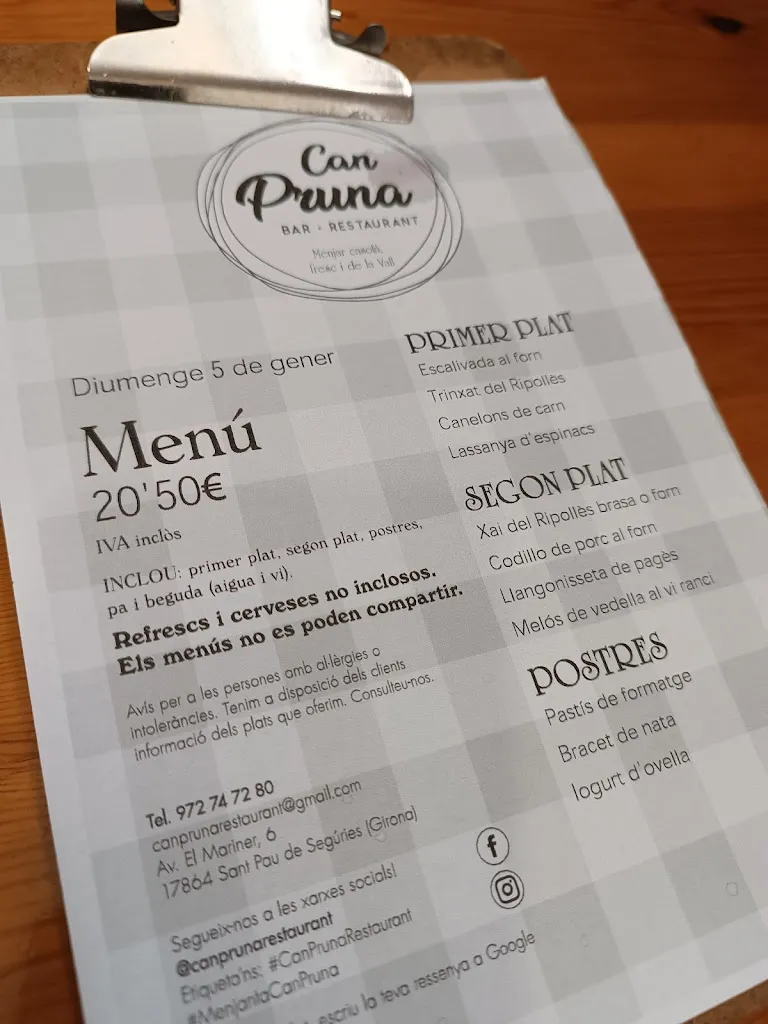 Can
Pruna
BAR - RESTAURANT
Menjar casolà,
fresc i de la Vall
Diumenge 5 de gener
Menú
20'50€
IVA inclòs
INCLOU: primer plat, segon plat, postres,
pa i beguda (aigua i vi).
Refrescs i cerveses no inclosos.
Els menús no es poden compartir.
Avís per a les persones amb al·lèrgies o
intoleràncies. Tenim a disposició dels clients
informació dels plats que oferim. Consulteu-nos.
Tel. 972 74 72 80
canprunarestaurant@gmail.com
Av. El Mariner, 6
17864 Sant Pau de Segúries (Girona)
Segueix-nos a les xarxes socials!
@canprunarestaurant
Etiqueta'ns: #CanPrunaRestaurant
#MenjantaCanPruna
escriu la teva ressenya a Google
PRIMER PLAT
Escalivada al forn
Trinxat del Ripollès
Canelons de carn
Lassanya d'espinacs
SEGON PLAT
Xai del Ripollès brasa o forn
Codillo de porc al forn
Llangonisseta de pagès
Melós de vedella al vi ranci
POSTRES
Pastís de formatge
Bracet de nata
Iogurt d'ovella